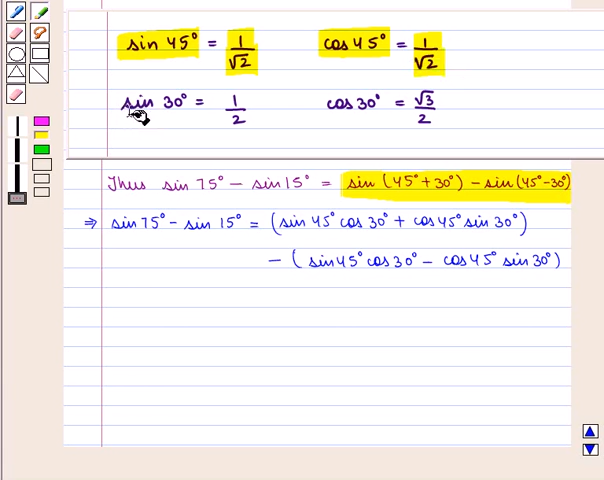 sin 45° = 1/√2 cos 45° = 1/√2
sin 30° = 1/2 cos 30° = √3/2
Thus sin 75° − sin 15° = sin (45° + 30°) − sin (45° − 30°)
⇒ sin 75° − sin 15° = (sin 45° cos 30° + cos 45° sin 30°)
− (sin 45° cos 30° − cos 45° sin 30°)